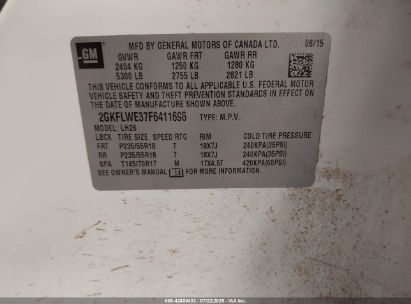 GM
MFD BY GENERAL MOTORS OF CANADA LTD. 06/15
GVWR GAWR FRT GAWR RR
2404 KG 1250 KG 1280 KG
5300 LB 2755 LB 2821 LB
THIS VEHICLE CONFORMS TO ALL APPLICABLE U.S. FEDERAL MOTOR
VEHICLE SAFETY AND THEFT PREVENTION STANDARDS IN EFFECT ON
THE DATE OF MANUFACTURE SHOWN ABOVE.
2GKFLWE37F6411696 TYPE: M.P.V.
MODEL: LH26
LBCX TIRE SIZE SPEED RTG RIM COLD TIRE PRESSURE
FRT P235/55R18 T 18X7J 240KPA(35PSI)
RR P235/55R18 T 18X7J 240KPA(35PSI)
SPA T145/70R17 M 17X4.5T 420KPA(60PSI)
SEE OWNER'S MANUAL FOR MORE INFORMATION.